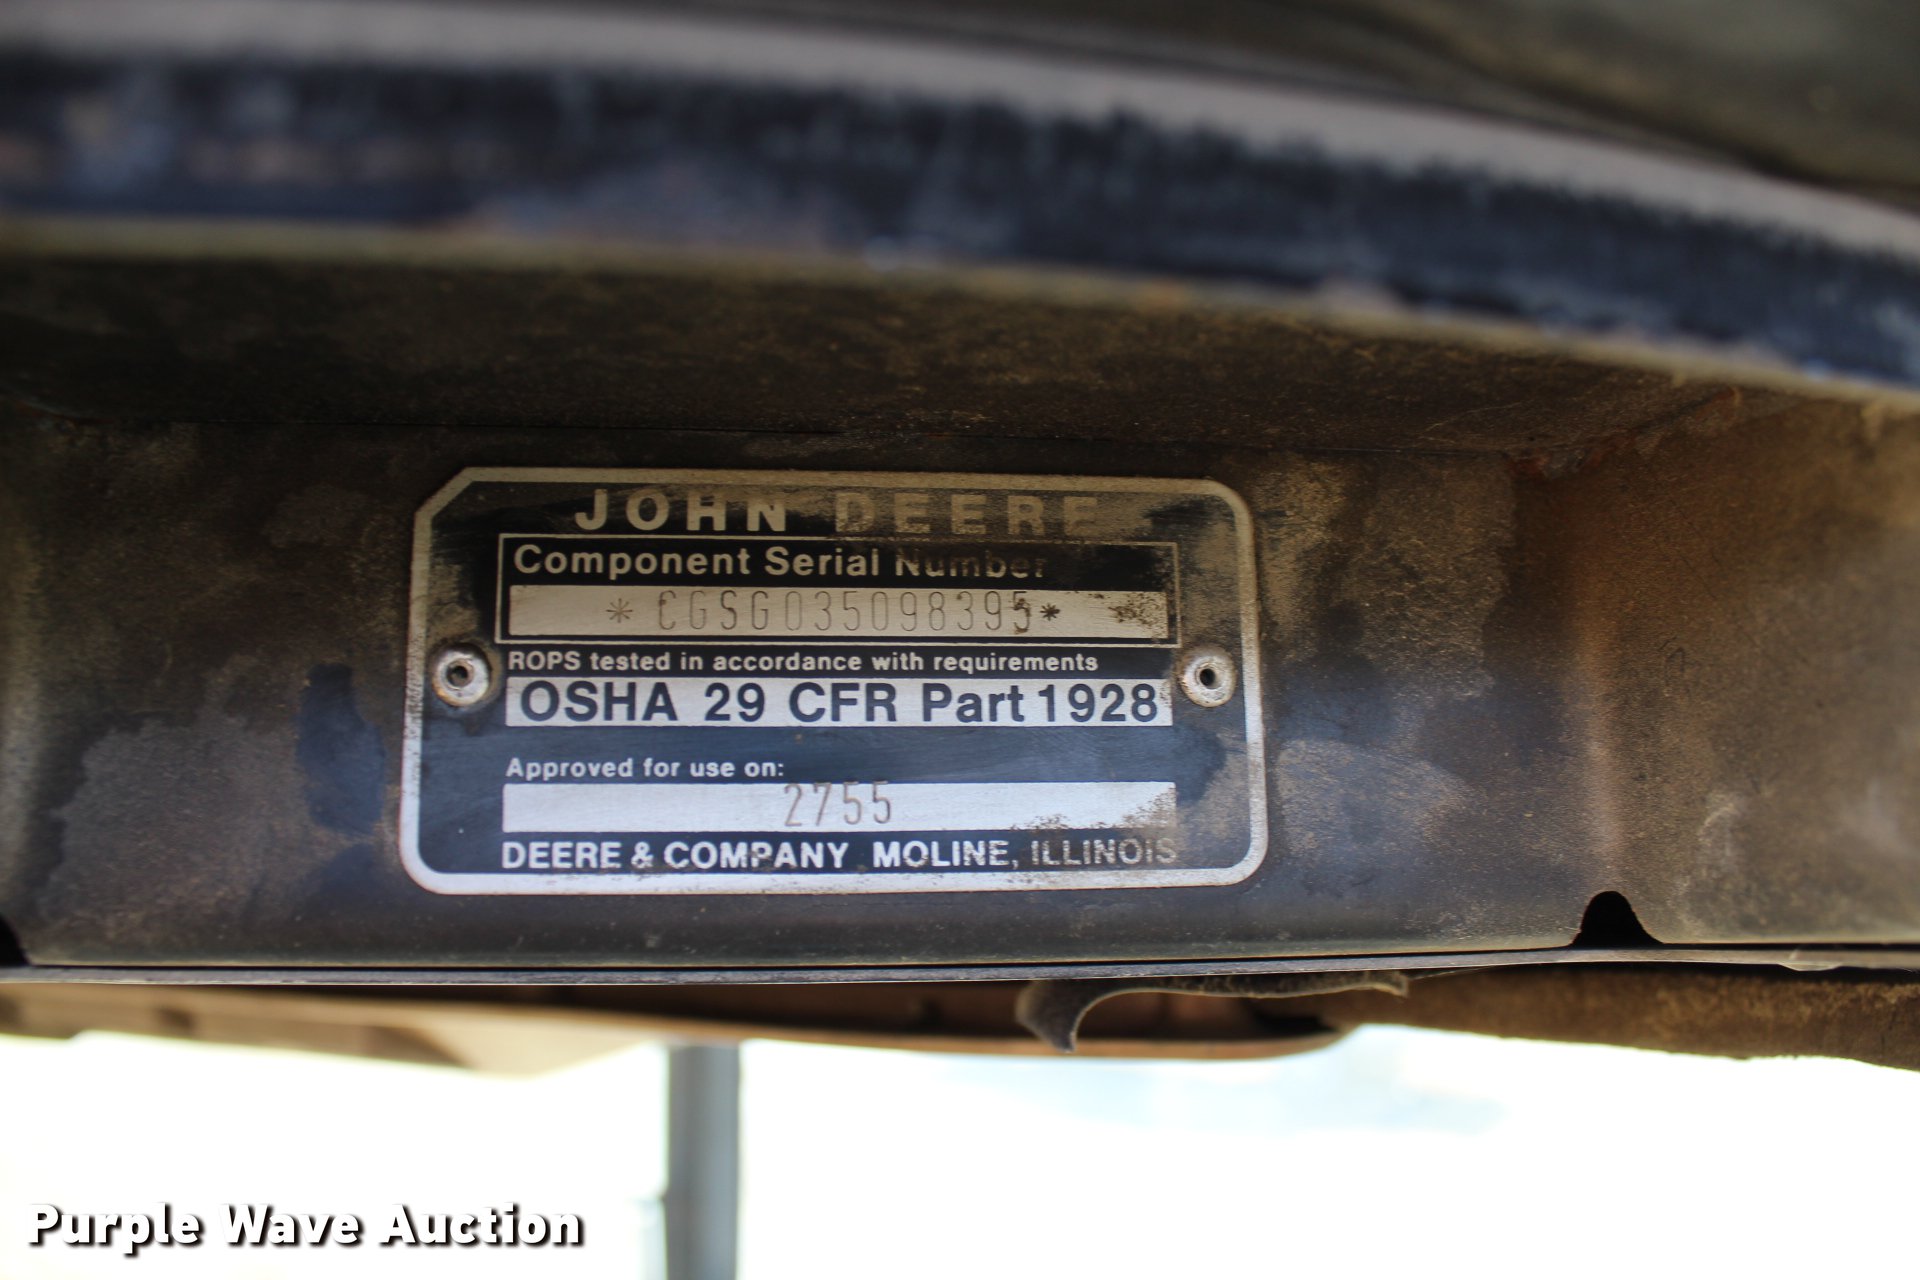 JOHN DEERE
Component Serial Number
* CGSG035098395*
ROPS tested in accordance with requirements
OSHA 29 CFR Part 1928
Approved for use on:
2755
DEERE & COMPANY MOLINE, ILLINOIS
Purple Wave Auction